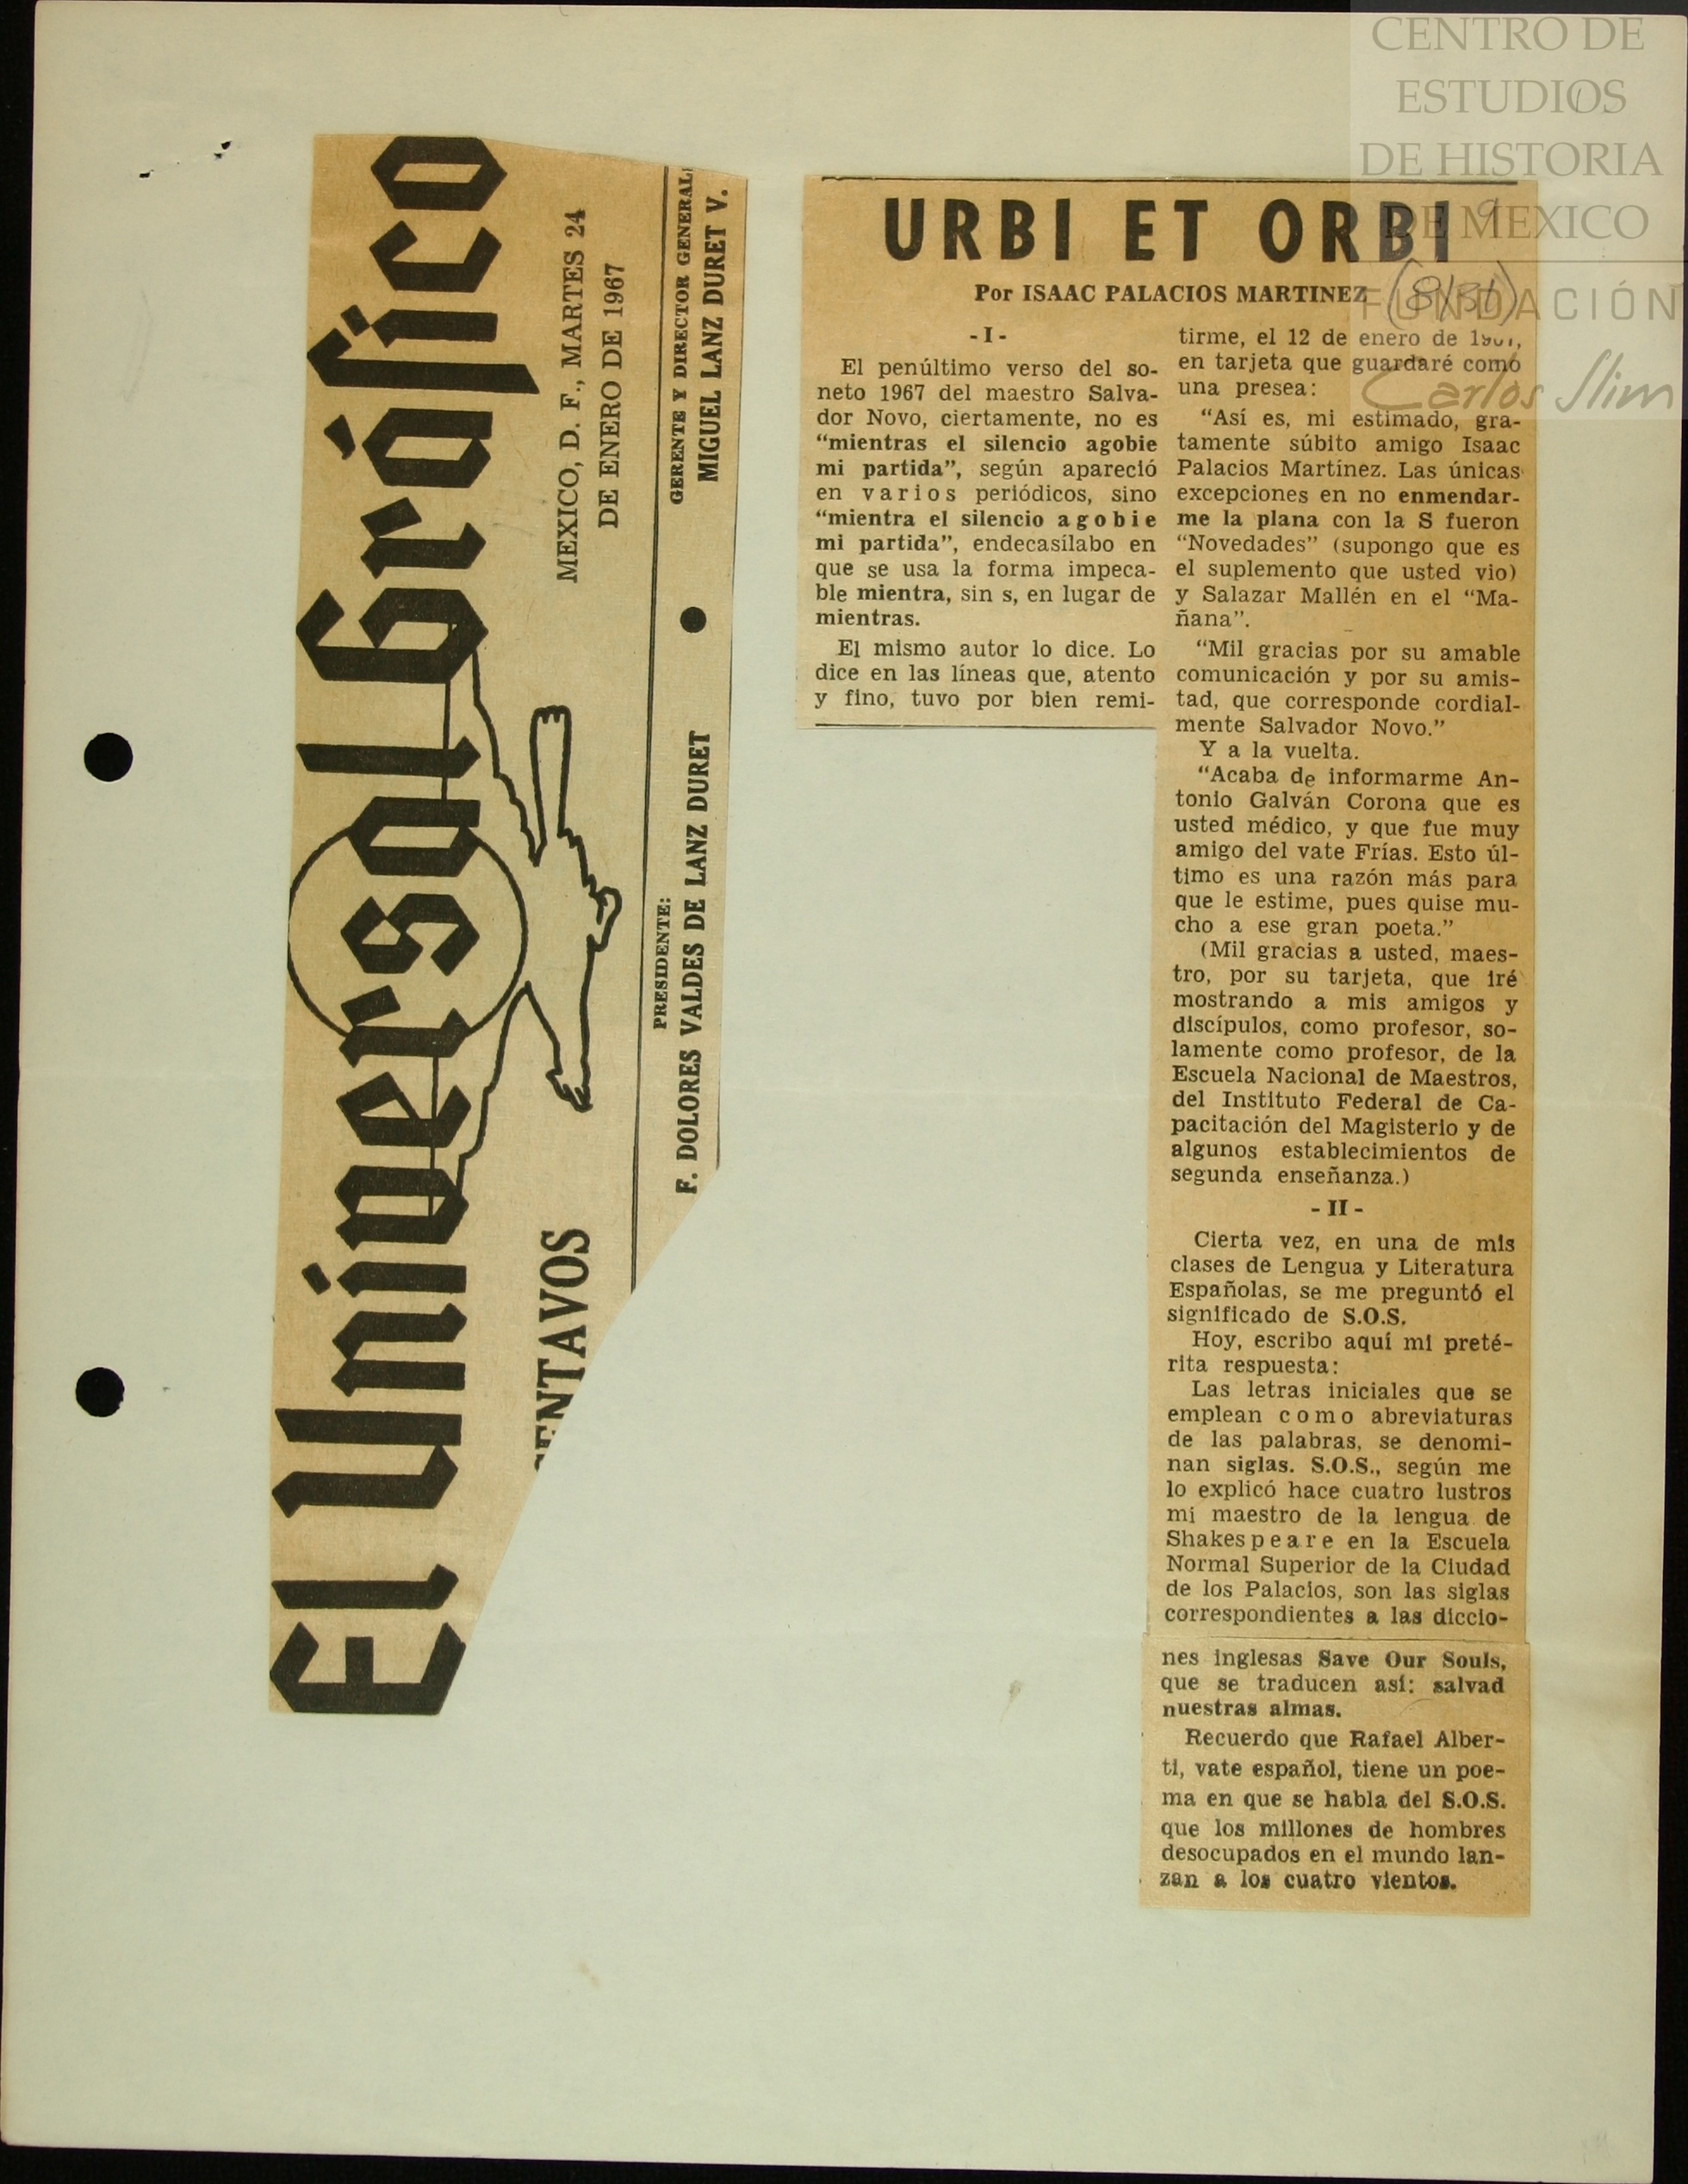 CENTRO DE
ESTUDIOS
DE HISTORIA
DE MEXICO
FUNDACIÓN
Carlos Slim
El Universal Gráfico
MEXICO, D. F., MARTES 24
DE ENERO DE 1967
GERENTE Y DIRECTOR GENERAL:
MIGUEL LANZ DURET V.
PRESIDENTE:
F. DOLORES VALDES DE LANZ DURET
CENTAVOS
URBI ET ORBI
Por ISAAC PALACIOS MARTINEZ
- I -
El penúltimo verso del so-
neto 1967 del maestro Salva-
dor Novo, ciertamente, no es
"mientras el silencio agobie
mi partida", según apareció
en varios periódicos, sino
"mientra el silencio agobie
mi partida", endecasílabo en
que se usa la forma impeca-
ble mientra, sin s, en lugar de
mientras.
El mismo autor lo dice. Lo
dice en las líneas que, atento
y fino, tuvo por bien remi-
tirme, el 12 de enero de 1967,
en tarjeta que guardaré como
una presea:
"Así es, mi estimado, gra-
tamente súbito amigo Isaac
Palacios Martínez. Las únicas
excepciones en no enmendar-
me la plana con la S fueron
"Novedades" (supongo que es
el suplemento que usted vio)
y Salazar Mallén en el "Ma-
ñana".
"Mil gracias por su amable
comunicación y por su amis-
tad, que corresponde cordial-
mente Salvador Novo."
Y a la vuelta.
"Acaba de informarme An-
tonio Galván Corona que es
usted médico, y que fue muy
amigo del vate Frías. Esto úl-
timo es una razón más para
que le estime, pues quise mu-
cho a ese gran poeta."
(Mil gracias a usted, maes-
tro, por su tarjeta, que iré
mostrando a mis amigos y
discípulos, como profesor, so-
lamente como profesor, de la
Escuela Nacional de Maestros,
del Instituto Federal de Ca-
pacitación del Magisterio y de
algunos establecimientos de
segunda enseñanza.)
- II -
Cierta vez, en una de mis
clases de Lengua y Literatura
Españolas, se me preguntó el
significado de S.O.S.
Hoy, escribo aquí mi preté-
rita respuesta:
Las letras iniciales que se
emplean como abreviaturas
de las palabras, se denomi-
nan siglas. S.O.S., según me
lo explicó hace cuatro lustros
mi maestro de la lengua de
Shakespeare en la Escuela
Normal Superior de la Ciudad
de los Palacios, son las siglas
correspondientes a las diccio-
nes inglesas Save Our Souls,
que se traducen así: salvad
nuestras almas.
Recuerdo que Rafael Alber-
ti, vate español, tiene un poe-
ma en que se habla del S.O.S.
que los millones de hombres
desocupados en el mundo lan-
zan a los cuatro vientos.